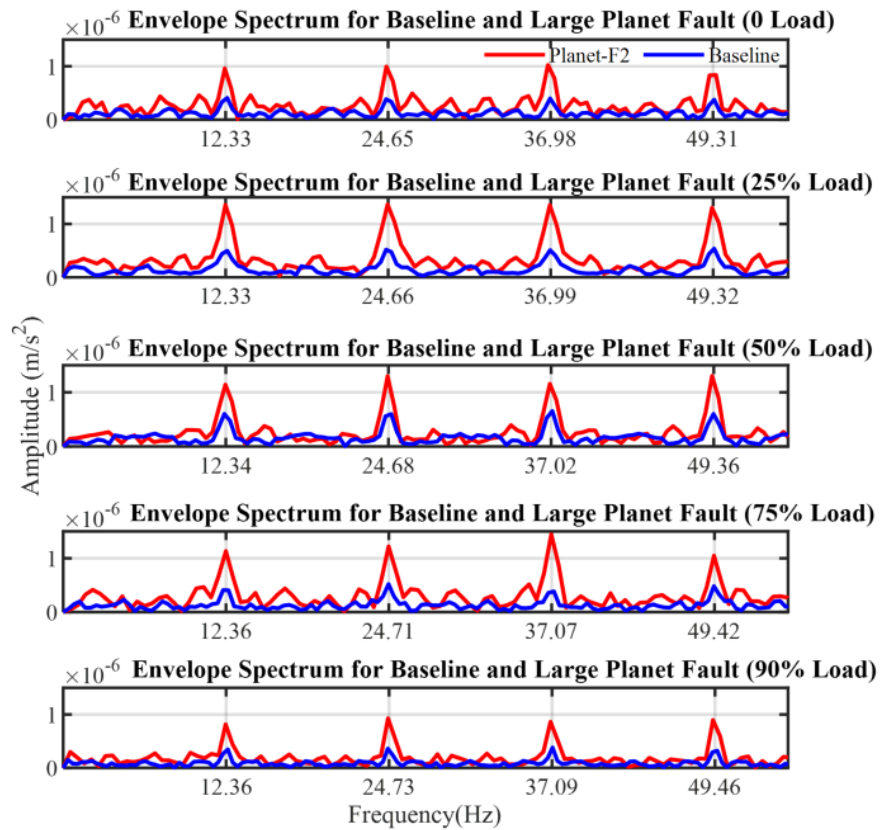 ×10⁻⁶ Envelope Spectrum for Baseline and Large Planet Fault (0 Load)
Planet-F2 Baseline
1
0
12.33 24.65 36.98 49.31
×10⁻⁶ Envelope Spectrum for Baseline and Large Planet Fault (25% Load)
1
0
12.33 24.66 36.99 49.32
×10⁻⁶ Envelope Spectrum for Baseline and Large Planet Fault (50% Load)
1
0
12.34 24.68 37.02 49.36
Amplitude (m/s²)
×10⁻⁶ Envelope Spectrum for Baseline and Large Planet Fault (75% Load)
1
0
12.36 24.71 37.07 49.42
×10⁻⁶ Envelope Spectrum for Baseline and Large Planet Fault (90% Load)
1
0
12.36 24.73 37.09 49.46
Frequency(Hz)